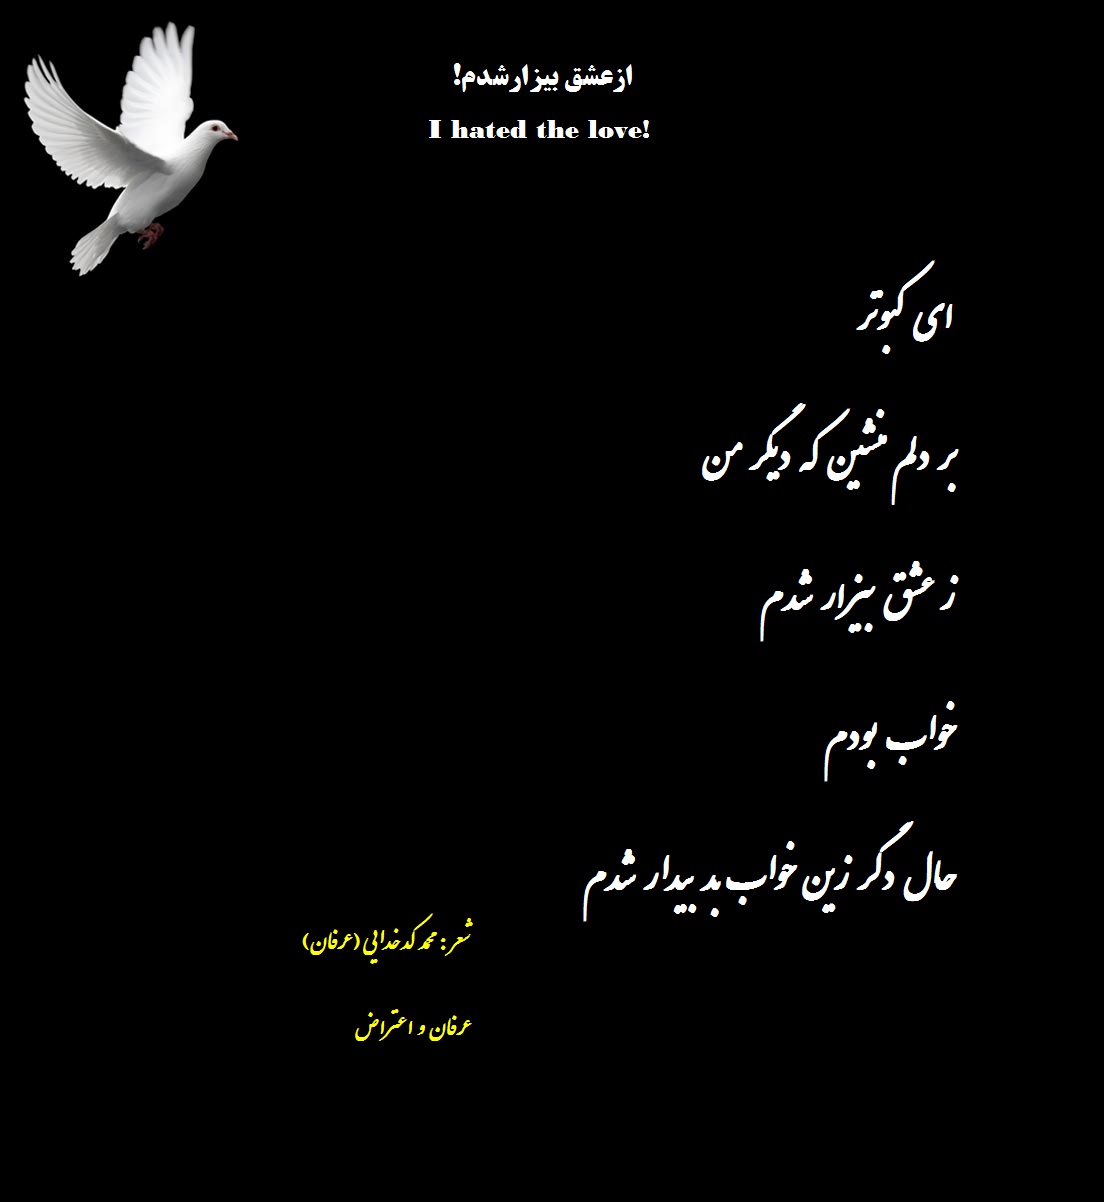 ازعشق بیزارشدم!
I hated the love!
ای کبوتر
بر دلم منشین که دیگر من
ز عشق بیزار شدم
خواب بودم
حال دگر زین خواب بد بیدار شدم
شعر : محمد کدخدایی (عرفان)
عرفان و اعتراض